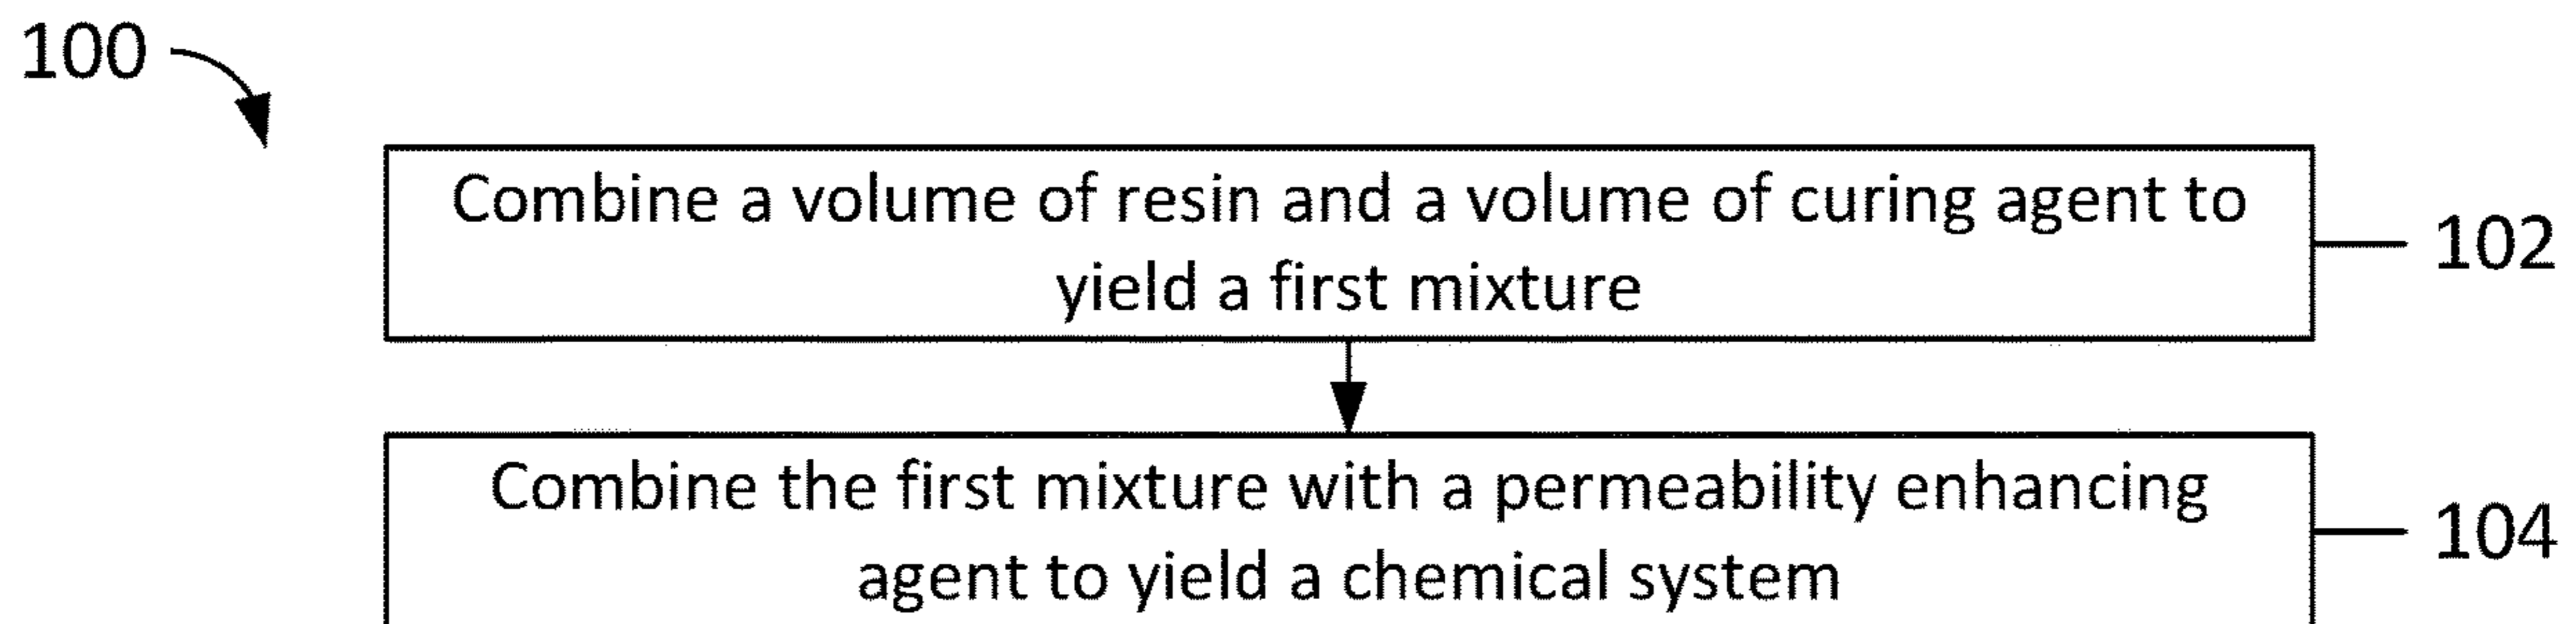 100
Combine a volume of resin and a volume of curing agent to
yield a first mixture
102
Combine the first mixture with a permeability enhancing
agent to yield a chemical system
104